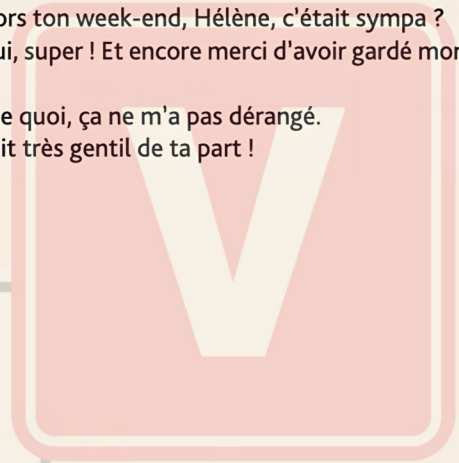 ors ton week-end, Hélène, c'était sympa ?
ui, super ! Et encore merci d'avoir gardé mor
e quoi, ça ne m'a pas dérangé.
it très gentil de ta part !
V